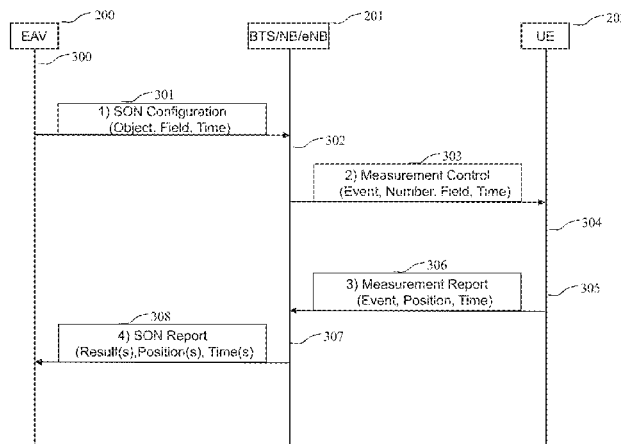 200
201
20
EAV
BTS/NB/eNB
UE
300
301
1) SON Configuration
(Object, Field, Time)
302
303
2) Measurement Control
(Event, Number, Field, Time)
304
306
3) Measurement Report
(Event, Position, Time)
305
308
4) SON Report
(Result(s),Position(s), Time(s)
307